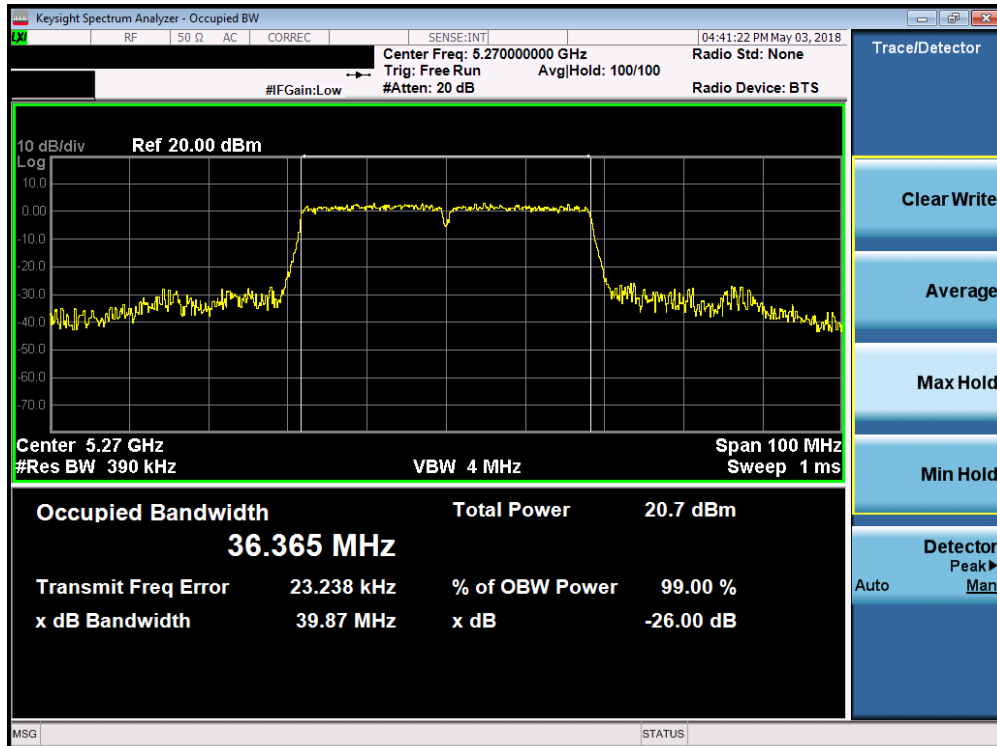 Keysight Spectrum Analyzer - Occupied BW
LXI RF 50 Ω AC CORREC SENSE:INT 04:41:22 PM May 03, 2018
Center Freq: 5.270000000 GHz Radio Std: None
Trig: Free Run Avg|Hold: 100/100
#IFGain:Low #Atten: 20 dB Radio Device: BTS
10 dB/div Ref 20.00 dBm
Log
10.0
0.00
-10.0
-20.0
-30.0
-40.0
-50.0
-60.0
-70.0
Center 5.27 GHz Span 100 MHz
#Res BW 390 kHz VBW 4 MHz Sweep 1 ms
Occupied Bandwidth Total Power 20.7 dBm
36.365 MHz
Transmit Freq Error 23.238 kHz % of OBW Power 99.00 %
x dB Bandwidth 39.87 MHz x dB -26.00 dB
MSG STATUS
Trace/Detector
Clear Write
Average
Max Hold
Min Hold
Detector
Peak▶
Auto Man